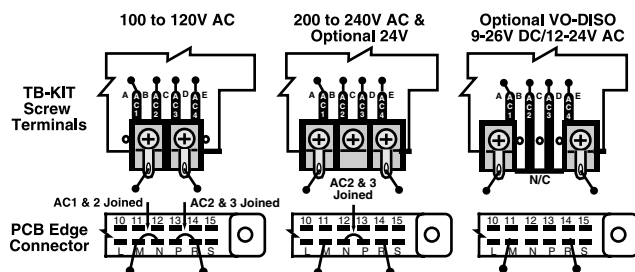 100 to 120V AC
200 to 240V AC &
Optional 24V
Optional VO-DISO
9-26V DC/12-24V AC
TB-KIT
Screw
Terminals
A B C D E
AC1 AC2 AC3 AC4
A B C D E
AC1 AC2 AC3 AC4
A B C D E
AC1 AC2 AC3 AC4
N/C
AC1 & 2 Joined
AC2 & 3 Joined
AC2 & 3
Joined
PCB Edge
Connector
10 11 12 13 14 15
L M N P R S
10 11 12 13 14 15
L M N P R S
10 11 12 13 14 15
L M N P R S